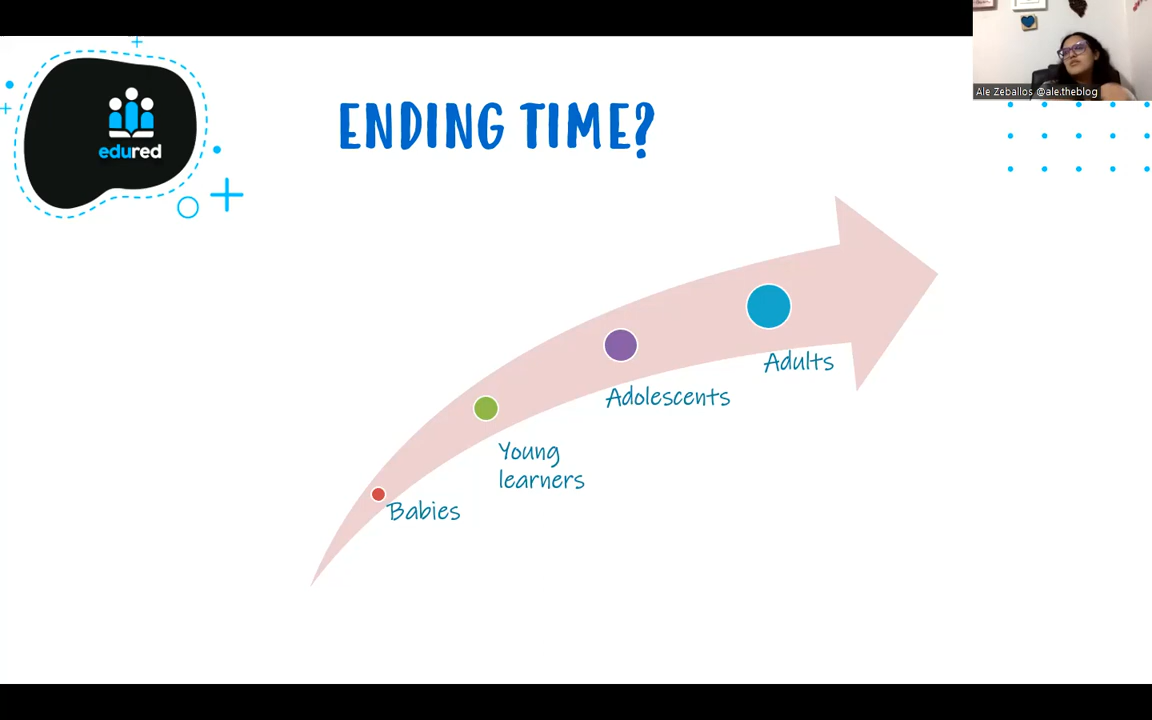 Ale Zeballos @ale.theblog
edured
ENDING TIME?
Adults
Adolescents
Young
learners
Babies